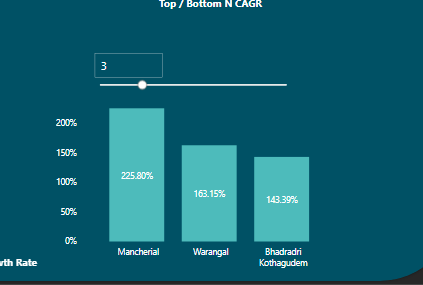 Top / Bottom N CAGR
3
200%
150%
100%
50%
0%
225.80%
163.15%
143.39%
Mancherial
Warangal
Bhadradri
Kothagudem
Rate